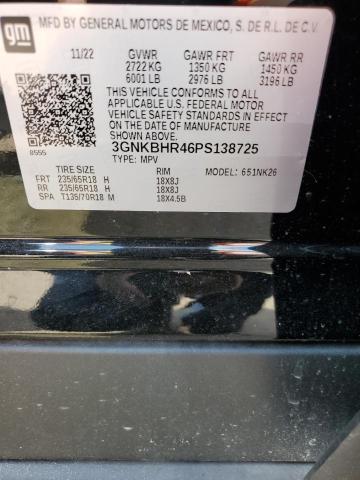 gm
MFD BY GENERAL MOTORS DE MEXICO, S. DE R.L. DE C.V.
11/22 GVWR GAWR FRT GAWR RR
2722 KG 1350 KG 1450 KG
6001 LB 2976 LB 3196 LB
THIS VEHICLE CONFORMS TO ALL APPLICABLE
U.S. FEDERAL MOTOR
VEHICLE SAFETY STANDARDS
IN EFFECT ON THE DATE OF MANUFACTURE
SHOWN ABOVE.
8555
3GNKBHR46PS138725
TYPE: MPV
TIRE SIZE RIM MODEL: 651NK26
FRT 235/65R18 H 18X8J
RR 235/65R18 H 18X8J
SPA T135/70R18 M 18X4.5B